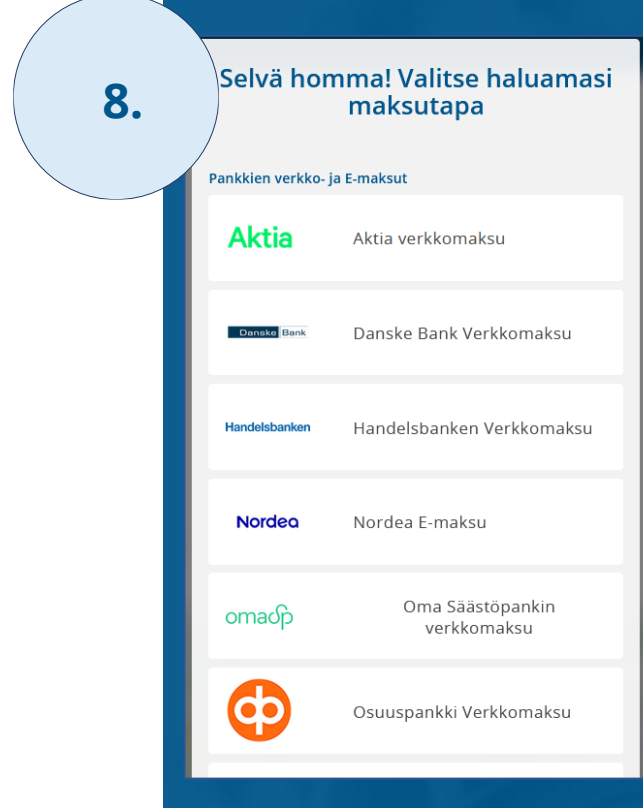 8.
Selvä homma! Valitse haluamasi
maksutapa
Pankkien verkko- ja E-maksut
Aktia
Aktia verkkomaksu
Danske Bank
Danske Bank Verkkomaksu
Handelsbanken
Handelsbanken Verkkomaksu
Nordea
Nordea E-maksu
omasp
Oma Säästöpankin
verkkomaksu
op
Osuuspankki Verkkomaksu